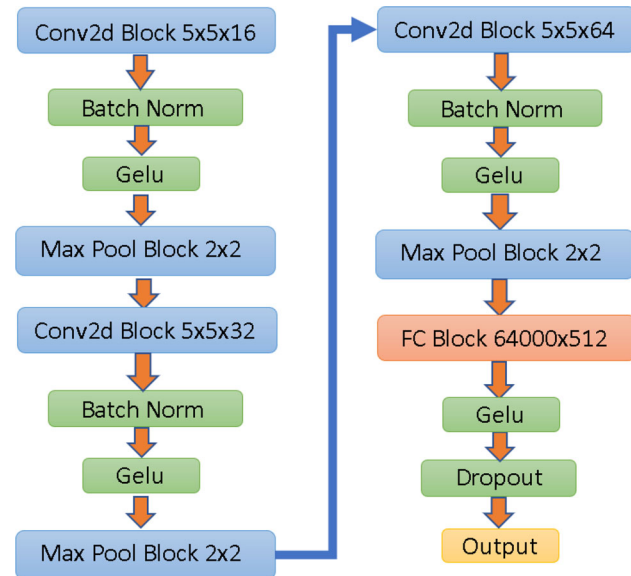 Conv2d Block 5x5x16
Batch Norm
Gelu
Max Pool Block 2x2
Conv2d Block 5x5x32
Batch Norm
Gelu
Max Pool Block 2x2
Conv2d Block 5x5x64
Batch Norm
Gelu
Max Pool Block 2x2
FC Block 64000x512
Gelu
Dropout
Output